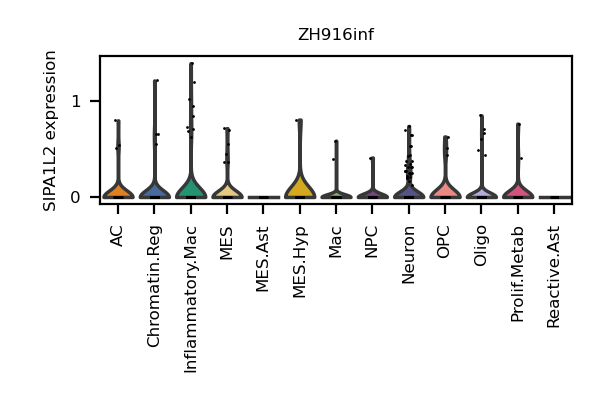 ZH916inf
SIPA1L2 expression
1
0
AC
Chromatin.Reg
Inflammatory.Mac
MES
MES.Ast
MES.Hyp
Mac
NPC
Neuron
OPC
Oligo
Prolif.Metab
Reactive.Ast